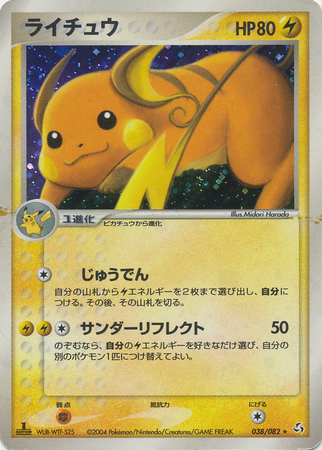 ライチュウ HP80
Illus.Midori Harada
1進化
ピカチュウから進化
じゅうでん
自分の山札から エネルギーを2枚まで選び出し、自分に
つける。その後、その山札を切る。
サンダーリフレクト 50
のぞむなら、自分の エネルギーを好きなだけ選び、自分の
別のポケモン1匹につけ替えてよい。
弱点 抵抗力 にげる
1 EDITION WUB-WTF-S25 ©2004 Pokémon/Nintendo/Creatures/GAME FREAK 038/082 ★